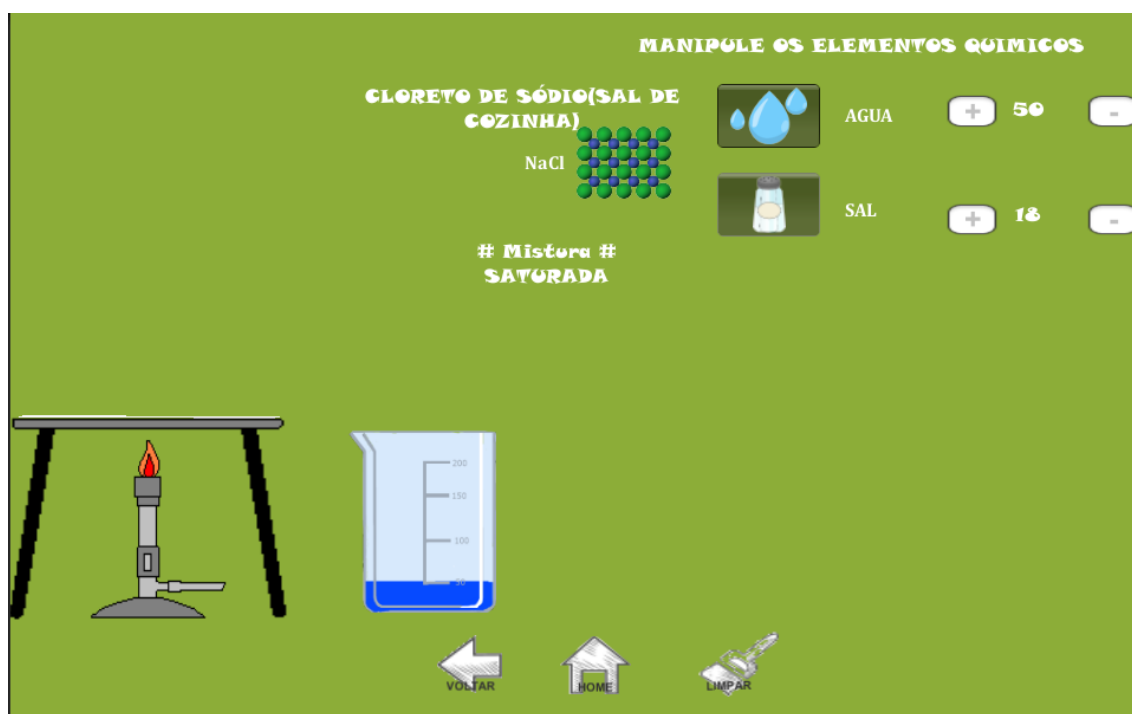 MANIPULE OS ELEMENTOS QUIMICOS
CLORETO DE SÓDIO(SAL DE
COZINHA)
NaCl
AGUA
+ 50 -
SAL
+ 18 -
# Mistura #
SATURADA
200
150
100
50
VOLTAR
HOME
LIMPAR